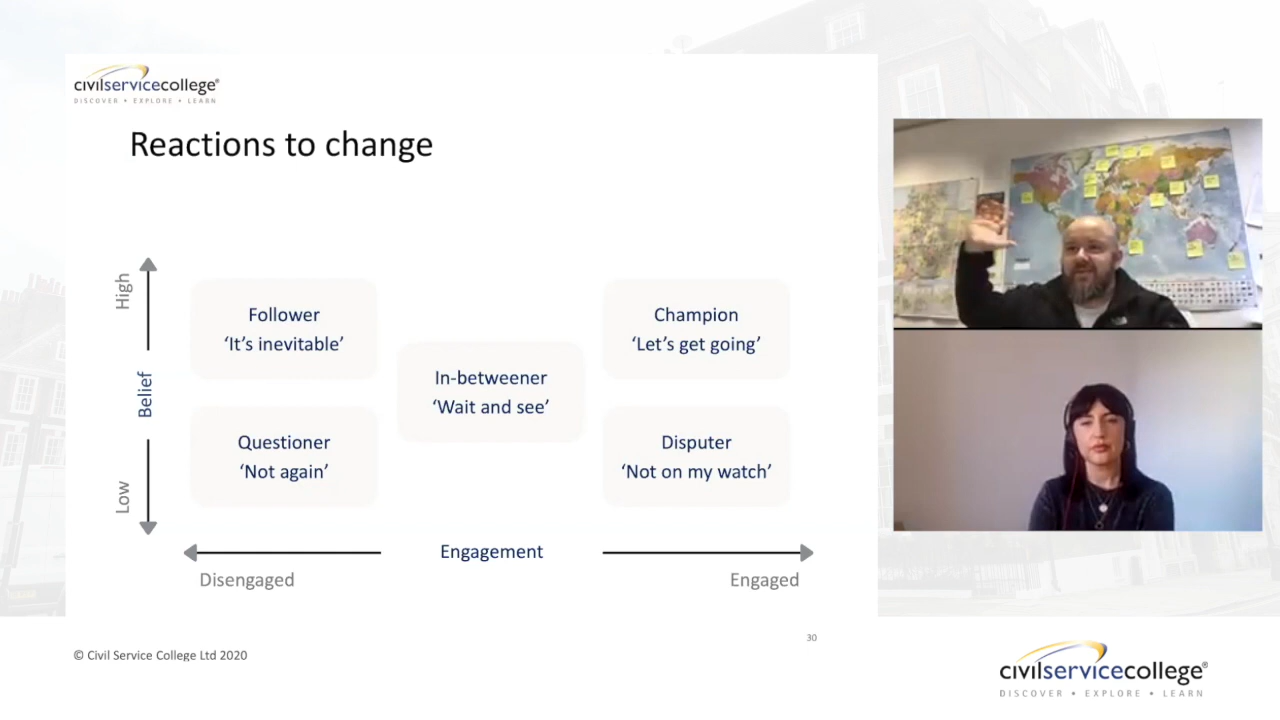 civilservicecollege®
DISCOVER • EXPLORE • LEARN
Reactions to change
High
Belief
Low
Follower
‘It’s inevitable’
Champion
‘Let’s get going’
In-betweener
‘Wait and see’
Questioner
‘Not again’
Disputer
‘Not on my watch’
Engagement
Disengaged
Engaged
30
© Civil Service College Ltd 2020
civilservicecollege®
DISCOVER • EXPLORE • LEARN